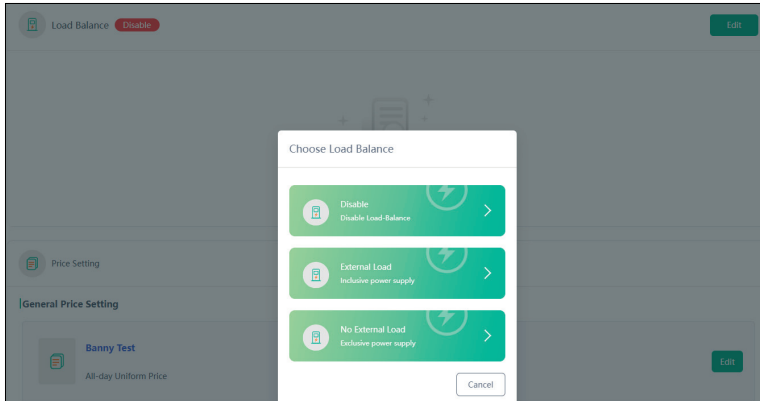 Load Balance Disable
Edit
Choose Load Balance
Disable
Disable Load-Balance
External Load
Inclusive power supply
No External Load
Exclusive power supply
Cancel
Price Setting
General Price Setting
Banny Test
All-day Uniform Price
Edit